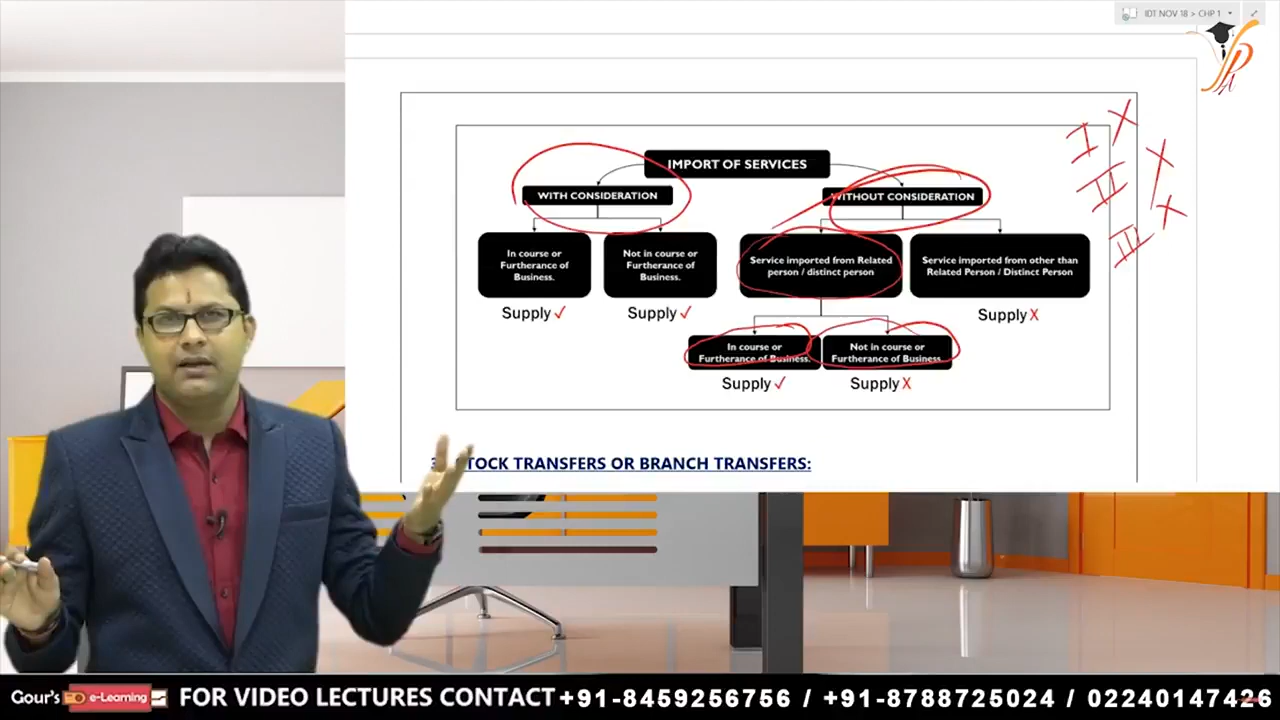 IDT NOV 18 > CHP 1
IMPORT OF SERVICES
WITH CONSIDERATION
WITHOUT CONSIDERATION
In course or
Furtherance of
Business.
Not in course or
Furtherance of
Business.
Service imported from Related
person / distinct person
Service imported from other than
Related Person / Distinct Person
Supply ✓
Supply ✓
Supply X
In course or
Furtherance of Business.
Not in course or
Furtherance of Business.
Supply ✓
Supply X
I X
II X
III X
STOCK TRANSFERS OR BRANCH TRANSFERS:
Gour's e-Learning
FOR VIDEO LECTURES CONTACT +91-8459256756 / +91-8788725024 / 02240147426